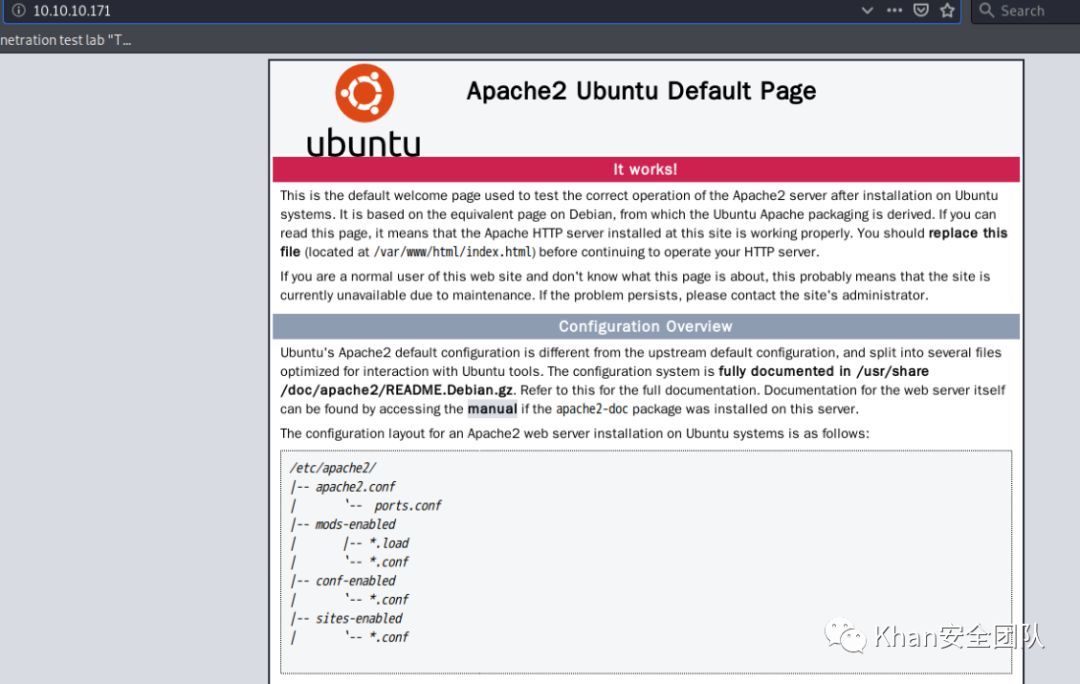 10.10.10.171
Search
netration test lab "T...
Apache2 Ubuntu Default Page
ubuntu
It works!
This is the default welcome page used to test the correct operation of the Apache2 server after installation on Ubuntu
systems. It is based on the equivalent page on Debian, from which the Ubuntu Apache packaging is derived. If you can
read this page, it means that the Apache HTTP server installed at this site is working properly. You should replace this
file (located at /var/www/html/index.html) before continuing to operate your HTTP server.
If you are a normal user of this web site and don't know what this page is about, this probably means that the site is
currently unavailable due to maintenance. If the problem persists, please contact the site's administrator.
Configuration Overview
Ubuntu's Apache2 default configuration is different from the upstream default configuration, and split into several files
optimized for interaction with Ubuntu tools. The configuration system is fully documented in /usr/share
/doc/apache2/README.Debian.gz. Refer to this for the full documentation. Documentation for the web server itself
can be found by accessing the manual if the apache2-doc package was installed on this server.
The configuration layout for an Apache2 web server installation on Ubuntu systems is as follows:
/etc/apache2/
|-- apache2.conf
|       `-- ports.conf
|-- mods-enabled
|       |-- *.load
|       `-- *.conf
|-- conf-enabled
|       `-- *.conf
|-- sites-enabled
|       `-- *.conf
Khan安全团队